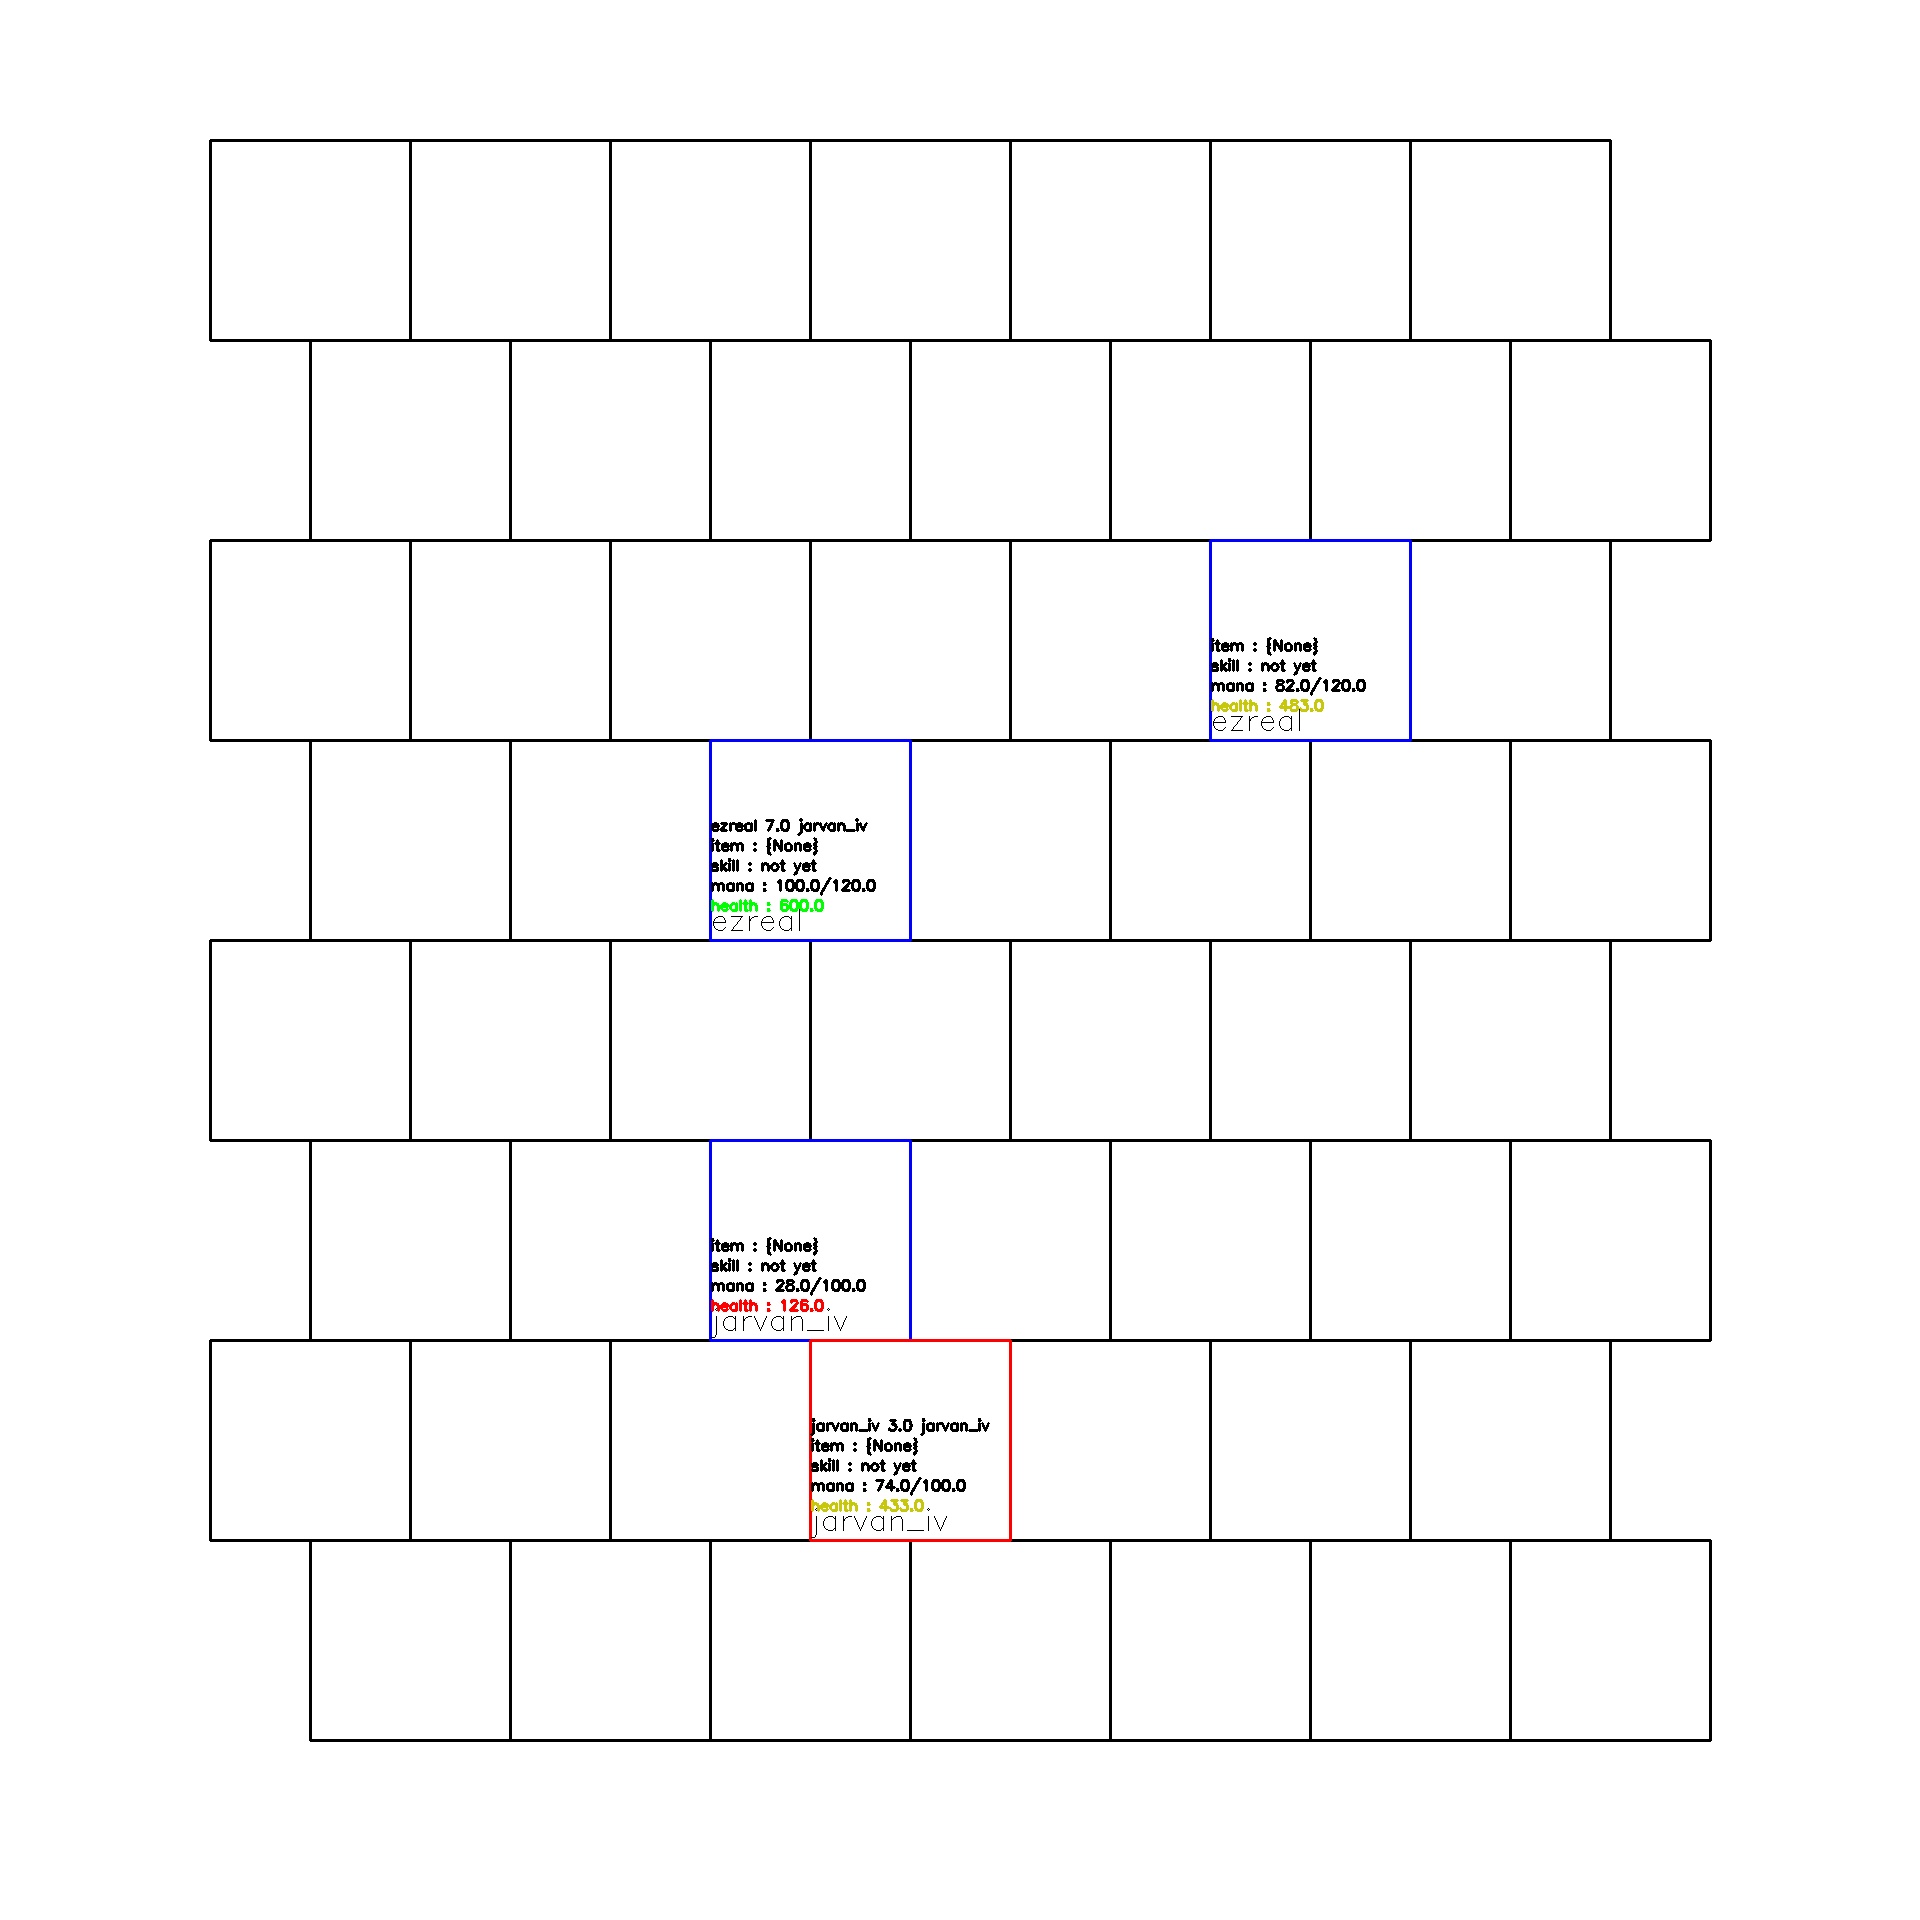 item : {None}
skill : not yet
mana : 82.0/120.0
health : 483.0
ezreal
ezreal 7.0 jarvan_iv
item : {None}
skill : not yet
mana : 100.0/120.0
health : 600.0
ezreal
item : {None}
skill : not yet
mana : 28.0/100.0
health : 126.0
jarvan_iv
jarvan_iv 3.0 jarvan_iv
item : {None}
skill : not yet
mana : 74.0/100.0
health : 433.0
jarvan_iv